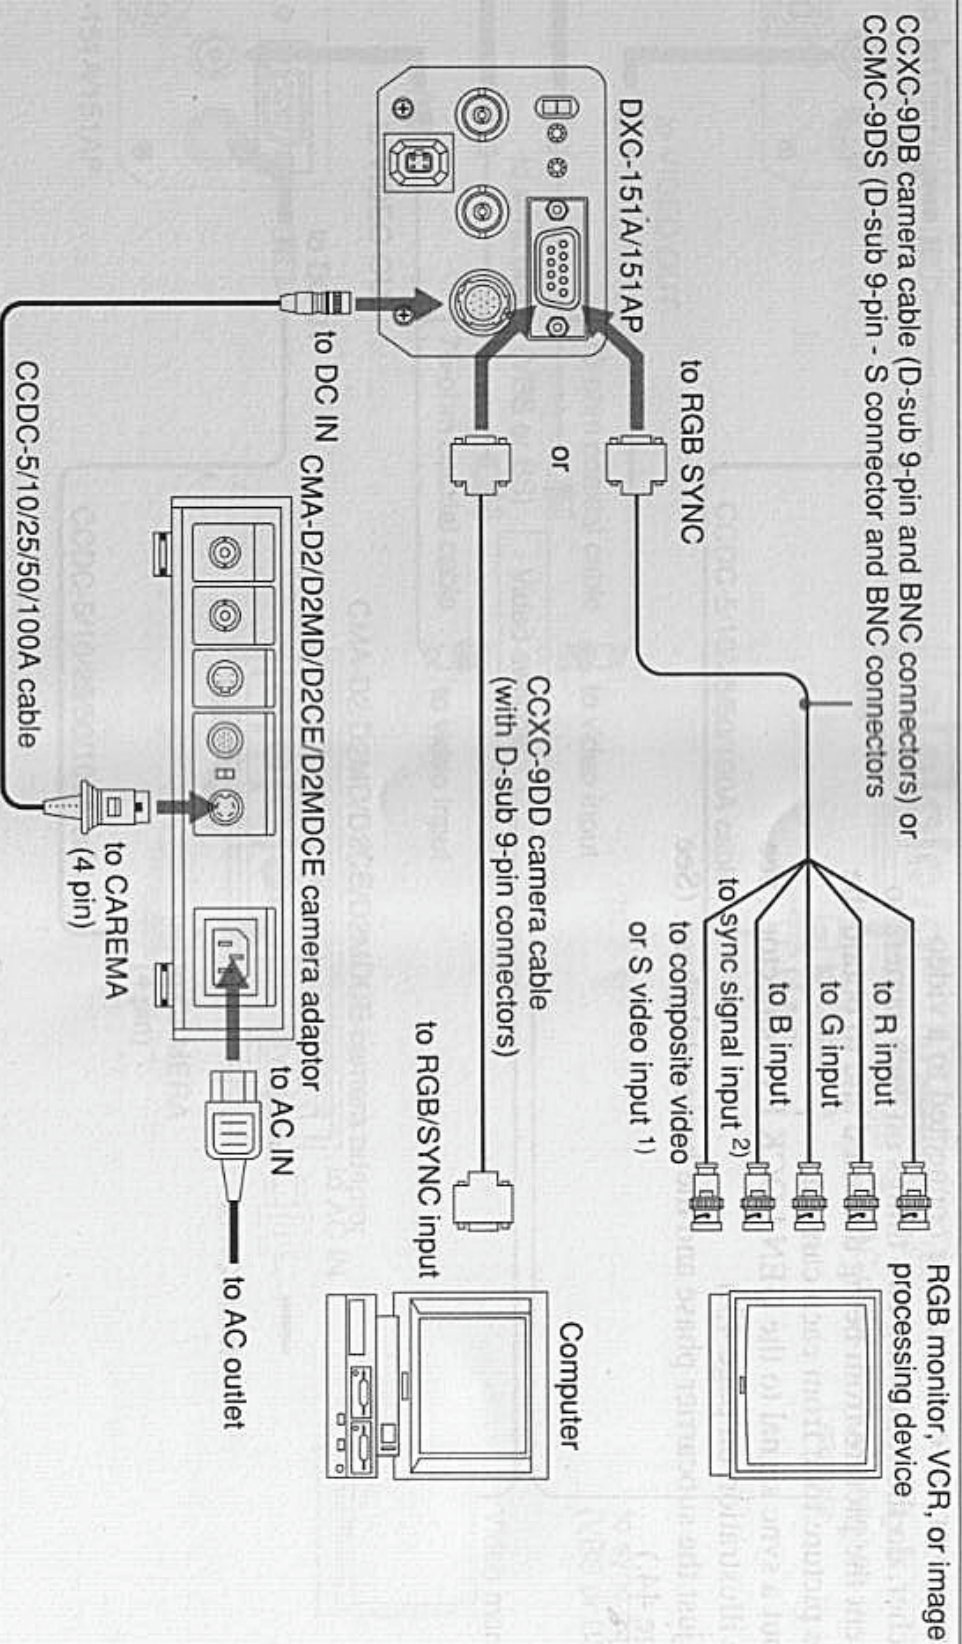 CCXC-9DB camera cable (D-sub 9-pin and BNC connectors) or
CCMC-9DS (D-sub 9-pin - S connector and BNC connectors
RGB monitor, VCR, or image
processing device
DXC-151A/151AP
to RGB SYNC
to R input
to G input
to B input
to sync signal input 2)
to composite video
or S video input 1)
or
CCXC-9DD camera cable
(with D-sub 9-pin connectors)
to RGB/SYNC input
Computer
to DC IN
CMA-D2/D2MD/D2CE/D2MDCE camera adaptor
to AC IN
to AC outlet
to CAREMA
(4 pin)
CCDC-5/10/25/50/100A cable